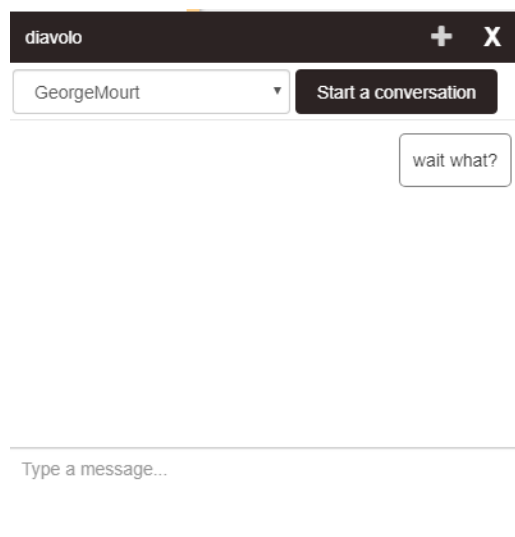 diavolo + X
GeorgeMourt Start a conversation
wait what?
Type a message...